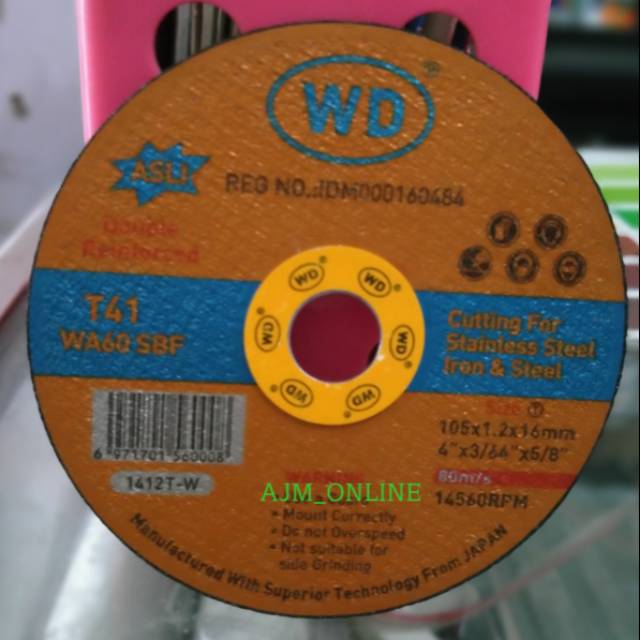 WD
ASLI
REG NO.:IDM000160484
Double
Reinforced
T41
WA60 SBF
WD WD WD WD WD WD
Cutting For
Stainless Steel
Iron & Steel
Size
105x1.2x16mm
4"x3/64"x5/8"
80m/s
14560RPM
6 971701 560008
1412T-W
WARNING
AJM_ONLINE
• Mount Correctly
• Do not Overspeed
• Not suitable for
side Grinding
Manufactured With Superior Technology From JAPAN